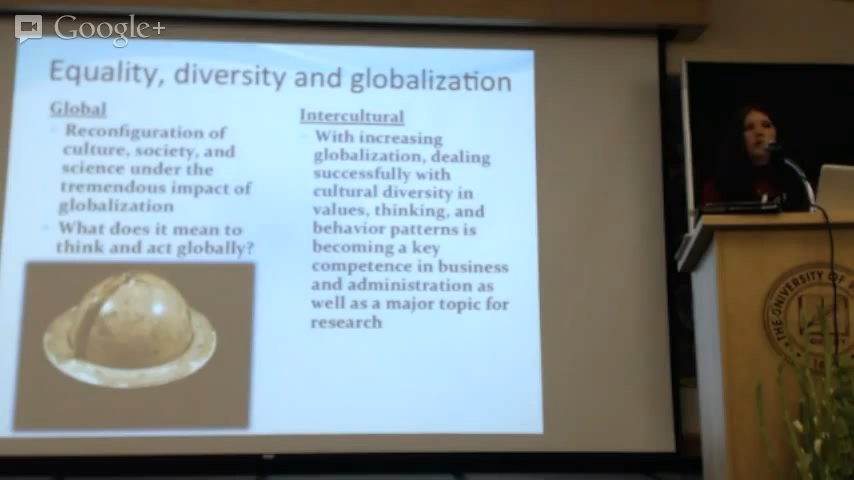 Google+
Equality, diversity and globalization
Global
Reconfiguration of
culture, society, and
science under the
tremendous impact of
globalization
What does it mean to
think and act globally?
Intercultural
With increasing
globalization, dealing
successfully with
cultural diversity in
values, thinking, and
behavior patterns is
becoming a key
competence in business
and administration as
well as a major topic for
research
THE UNIVERSITY OF